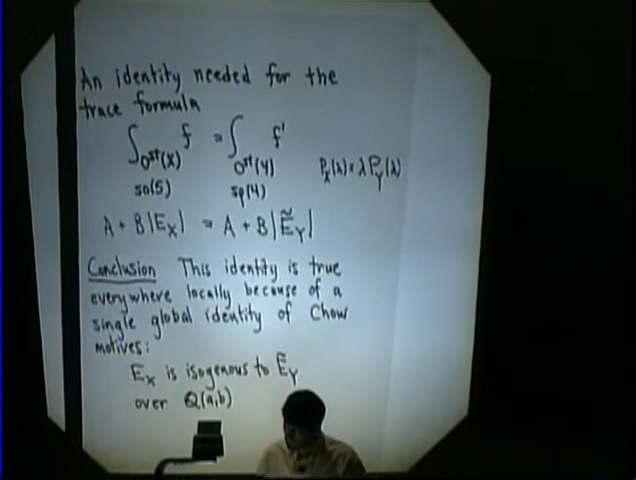 An identity needed for the
trace formula
∫_{O^{st}(X)} f = ∫_{O^{st}(Y)} f'
so(5) sp(4) P_X(λ) = λ P_Y(λ)
A + B|E_X| = A + B|Ẽ_Y|
Conclusion This identity is true
everywhere locally because of a
single global identity of Chow
motives:
E_X is isogenous to Ẽ_Y
over Q(a,b)